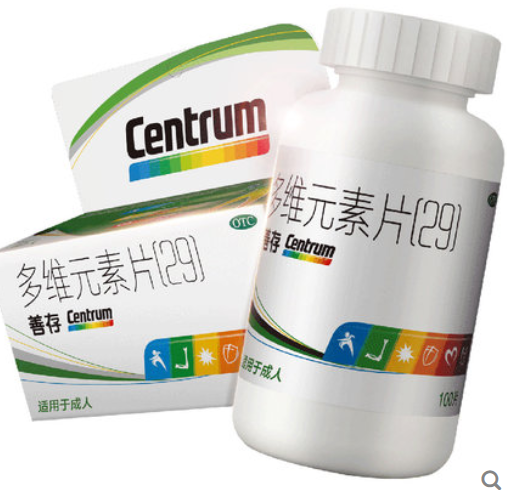 Centrum
OTC
多维元素片(29)
善存 Centrum
适用于成人
多维元素片(29)
善存 Centrum
适用于成人
100片